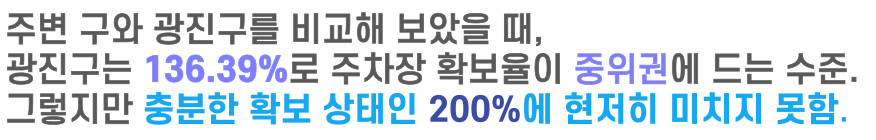 주변 구와 광진구를 비교해 보았을 때,
광진구는 136.39%로 주차장 확보율이 중위권에 드는 수준.
그렇지만 충분한 확보 상태인 200%에 현저히 미치지 못함.